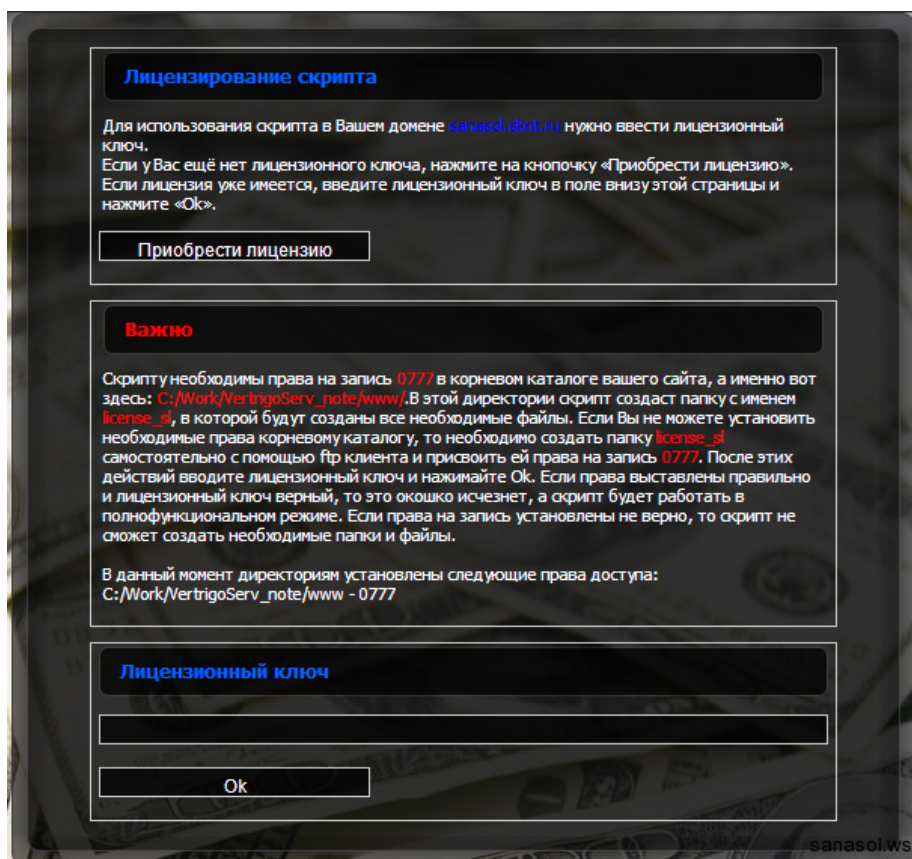 Лицензирование скрипта
Для использования скрипта в Вашем домене sanasol.sknt.ru нужно ввести лицензионный
ключ.
Если у Вас ещё нет лицензионного ключа, нажмите на кнопочку «Приобрести лицензию».
Если лицензия уже имеется, введите лицензионный ключ в поле внизу этой страницы и
нажмите «Ok».
Приобрести лицензию
Важно
Скрипту необходимы права на запись 0777 в корневом каталоге вашего сайта, а именно вот
здесь: C:/Work/VertrigoServ_note/www/.В этой директории скрипт создаст папку с именем
license_sl, в которой будут созданы все необходимые файлы. Если Вы не можете установить
необходимые права корневому каталогу, то необходимо создать папку license_sl
самостоятельно с помощью ftp клиента и присвоить ей права на запись 0777. После этих
действий вводите лицензионный ключ и нажимайте Ok. Если права выставлены правильно
и лицензионный ключ верный, то это окошко исчезнет, а скрипт будет работать в
полнофункциональном режиме. Если права на запись установлены не верно, то скрипт не
сможет создать необходимые папки и файлы.
В данный момент директориям установлены следующие права доступа:
C:/Work/VertrigoServ_note/www - 0777
Лицензионный ключ
Ok
sanasol.ws